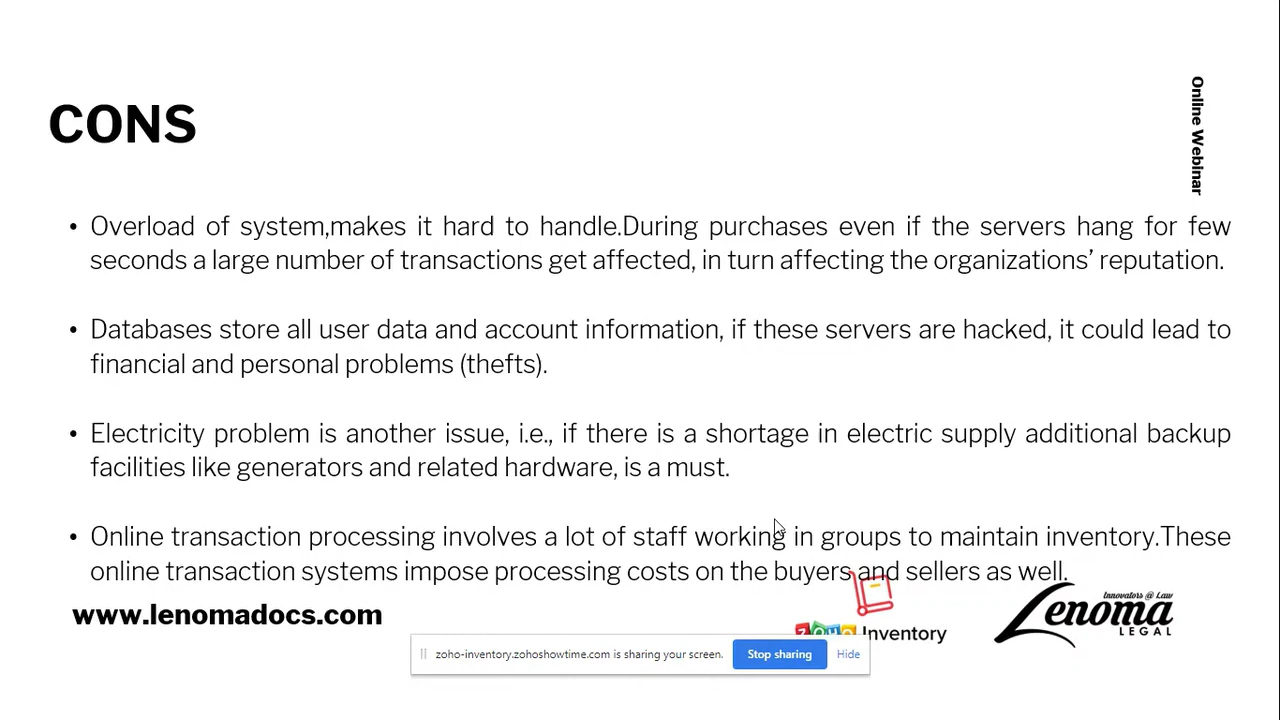 CONS
Online Webinar
• Overload of system,makes it hard to handle.During purchases even if the servers hang for few
seconds a large number of transactions get affected, in turn affecting the organizations’ reputation.
• Databases store all user data and account information, if these servers are hacked, it could lead to
financial and personal problems (thefts).
• Electricity problem is another issue, i.e., if there is a shortage in electric supply additional backup
facilities like generators and related hardware, is a must.
• Online transaction processing involves a lot of staff working in groups to maintain inventory.These
online transaction systems impose processing costs on the buyers and sellers as well.
www.lenomadocs.com
ZOHO Inventory
Innovators @ Law
Lenoma
LEGAL
zoho-inventory.zohoshowtime.com is sharing your screen.
Stop sharing
Hide